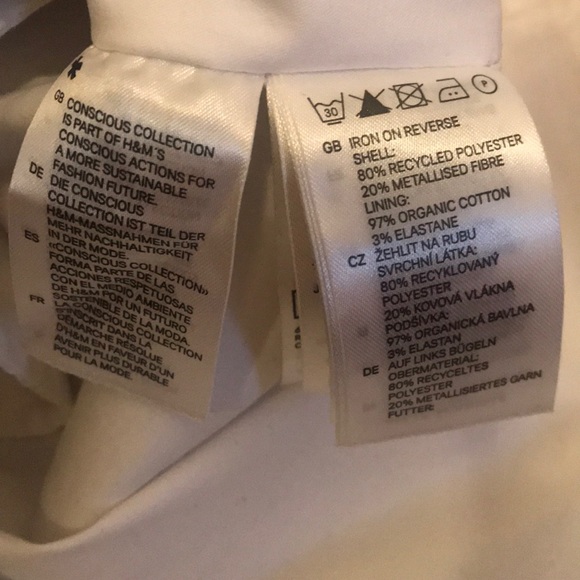 GB CONSCIOUS COLLECTION
IS PART OF H&M'S
CONSCIOUS ACTIONS FOR
A MORE SUSTAINABLE
FASHION FUTURE.
DE DIE CONSCIOUS
COLLECTION IST TEIL DER
H&M-MASSNAHMEN FÜR
MEHR NACHHALTIGKEIT
IN DER MODE.
ES «CONSCIOUS COLLECTION»
FORMA PARTE DE LAS
ACCIONES RESPETUOSAS
CON EL MEDIO AMBIENTE
DE H&M POR UN FUTURO
SOSTENIBLE DE LA MODA.
FR LA CONSCIOUS COLLECTION
S'INSCRIT DANS LA
DÉMARCHE RÉSOLUE
D'H&M EN FAVEUR D'UN
AVENIR PLUS DURABLE
POUR LA MODE.
30 P
GB IRON ON REVERSE
SHELL:
80% RECYCLED POLYESTER
20% METALLISED FIBRE
LINING:
97% ORGANIC COTTON
3% ELASTANE
CZ ŽEHLIT NA RUBU
SVRCHNÍ LÁTKA:
80% RECYKLOVANÝ
POLYESTER
20% KOVOVÁ VLÁKNA
PODŠÍVKA:
97% ORGANICKÁ BAVLNA
3% ELASTAN
DE AUF LINKS BÜGELN
OBERMATERIAL:
80% RECYCELTES
POLYESTER
20% METALLISIERTES GARN
FUTTER: